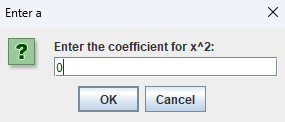 Enter a
?
Enter the coefficient for x^2:
0
OK
Cancel